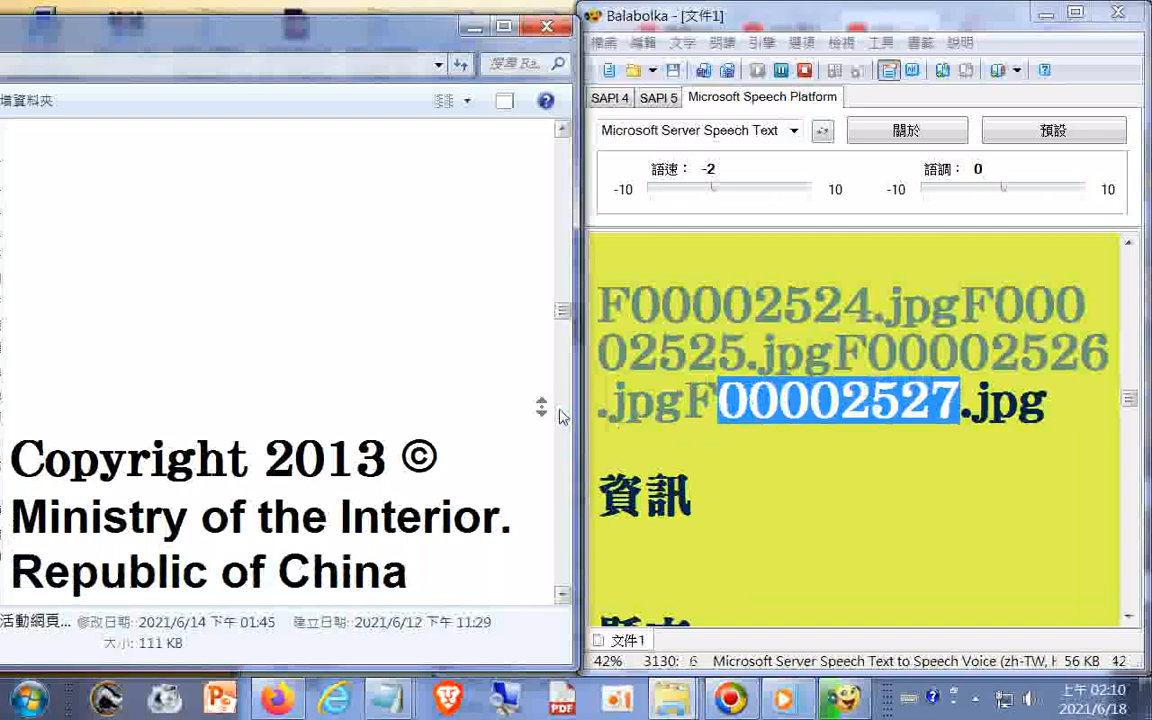 Balabolka - [文件1]
檔案 編輯 文字 朗讀 引擎 選項 檢視 工具 書籤 說明
搜尋 Ra...
增資料夾
SAPI 4 SAPI 5 Microsoft Speech Platform
Microsoft Server Speech Text
關於
預設
語速： -2
語調： 0
-10 10 -10 10
F00002524.jpgF000
02525.jpgF00002526
.jpgF00002527.jpg
資訊
Copyright 2013 ©
Ministry of the Interior.
Republic of China
活動網頁... 修改日期: 2021/6/14 下午 01:45 建立日期: 2021/6/12 下午 11:29
大小: 111 KB
文件1
42% 3130: 6 Microsoft Server Speech Text to Speech Voice (zh-TW, H 56 KB 42
PDF
上午 02:10
2021/6/18